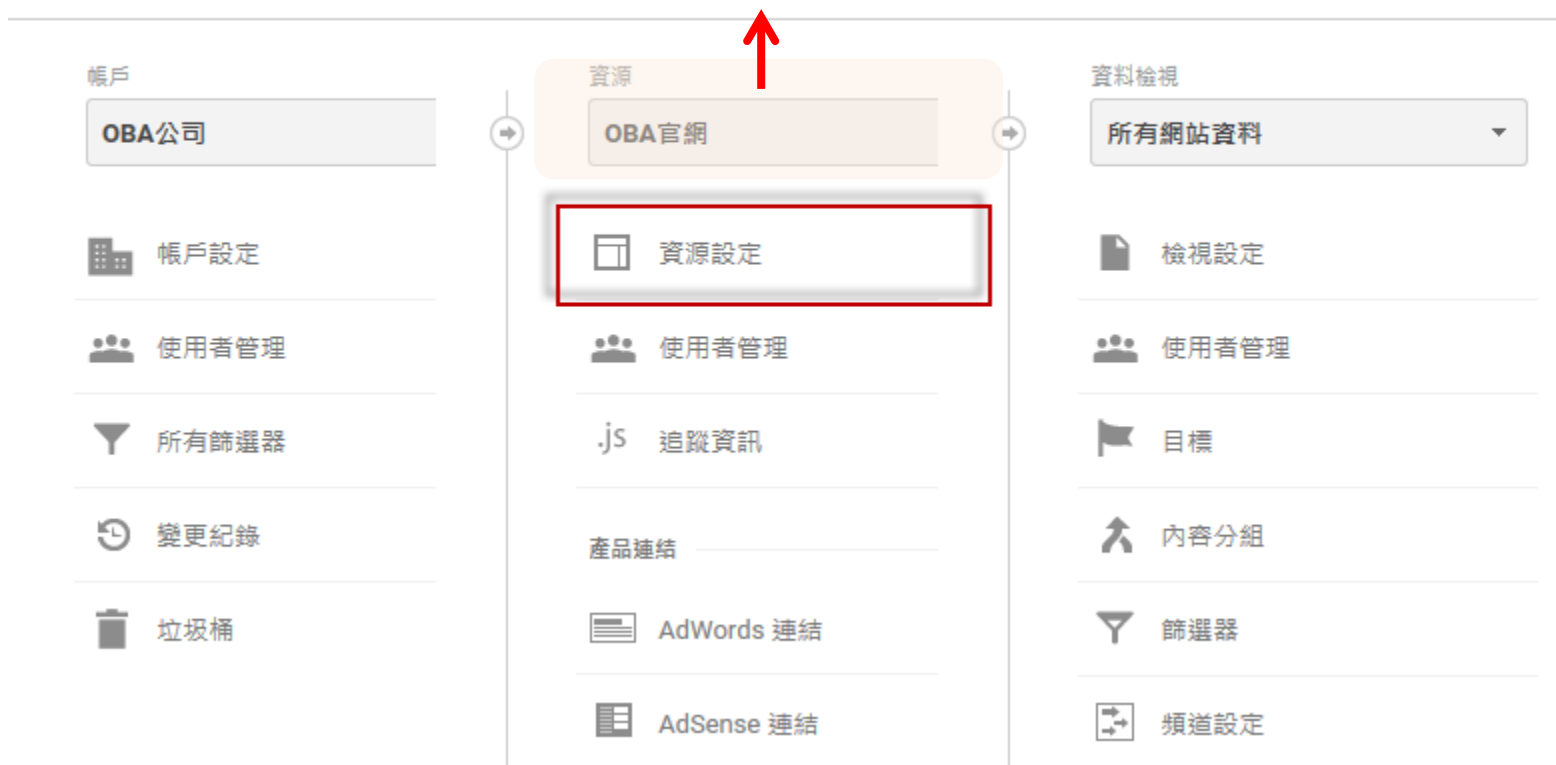 帳戶
OBA公司
帳戶設定
使用者管理
所有篩選器
變更紀錄
垃圾桶
資源
OBA官網
資源設定
使用者管理
.js 追蹤資訊
產品連結
AdWords 連結
AdSense 連結
資料檢視
所有網站資料
檢視設定
使用者管理
目標
內容分組
篩選器
頻道設定